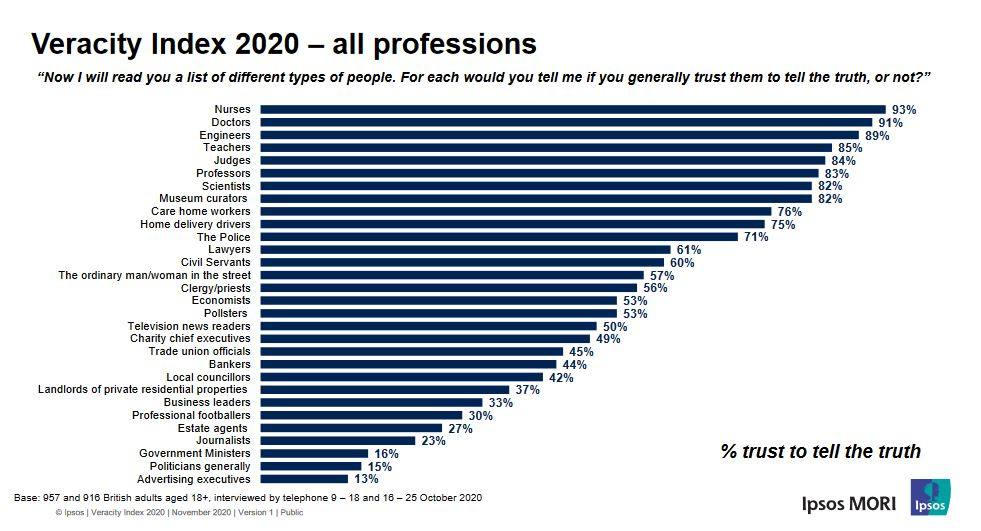 Veracity Index 2020 – all professions
“Now I will read you a list of different types of people. For each would you tell me if you generally trust them to tell the truth, or not?”
Nurses 93%
Doctors 91%
Engineers 89%
Teachers 85%
Judges 84%
Professors 83%
Scientists 82%
Museum curators 82%
Care home workers 76%
Home delivery drivers 75%
The Police 71%
Lawyers 61%
Civil Servants 60%
The ordinary man/woman in the street 57%
Clergy/priests 56%
Economists 53%
Pollsters 53%
Television news readers 50%
Charity chief executives 49%
Trade union officials 45%
Bankers 44%
Local councillors 42%
Landlords of private residential properties 37%
Business leaders 33%
Professional footballers 30%
Estate agents 27%
Journalists 23%
Government Ministers 16%
Politicians generally 15%
Advertising executives 13%
% trust to tell the truth
Base: 957 and 916 British adults aged 18+, interviewed by telephone 9 – 18 and 16 – 25 October 2020
© Ipsos | Veracity Index 2020 | November 2020 | Version 1 | Public
Ipsos MORI
Ipsos